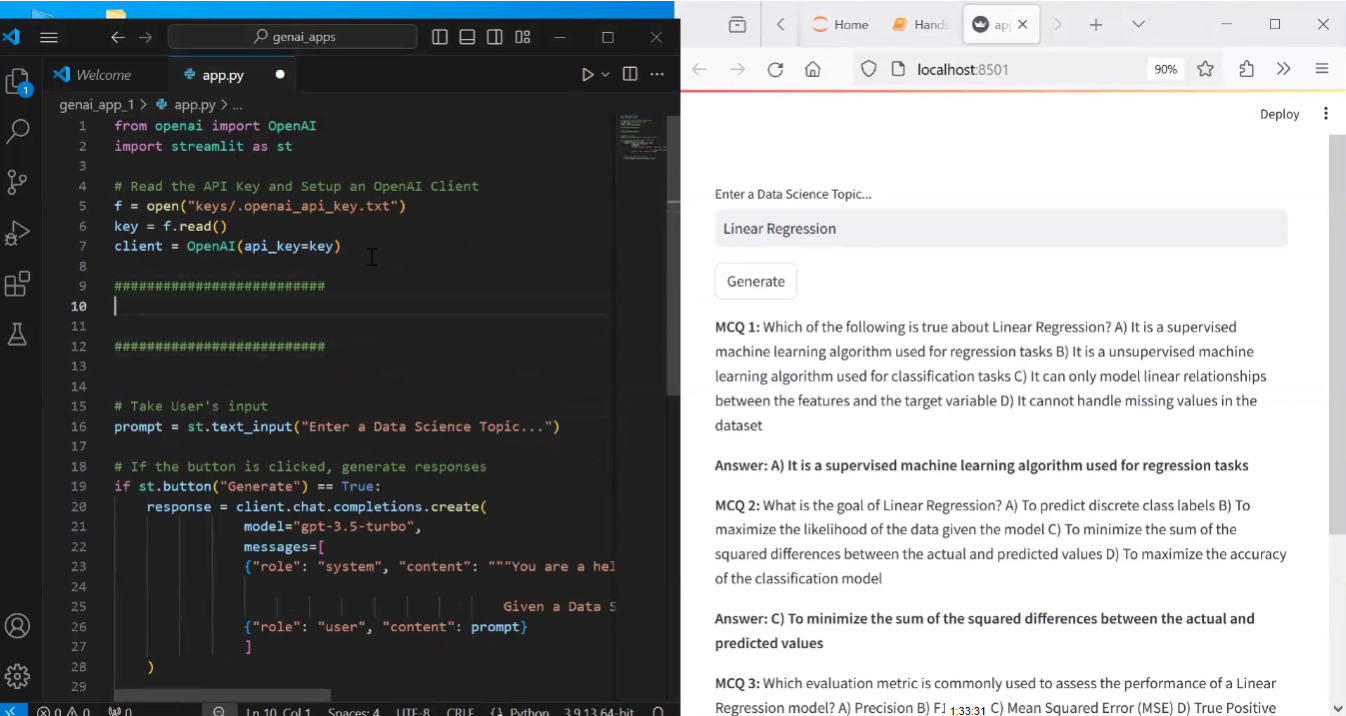 genai_apps
Welcome
app.py
genai_app_1 > app.py > ...
1 from openai import OpenAI
2 import streamlit as st
3
4 # Read the API Key and Setup an OpenAI Client
5 f = open("keys/.openai_api_key.txt")
6 key = f.read()
7 client = OpenAI(api_key=key)
8
9 ##########################
10
11
12 ##########################
13
14
15 # Take User's input
16 prompt = st.text_input("Enter a Data Science Topic...")
17
18 # If the button is clicked, generate responses
19 if st.button("Generate") == True:
20 response = client.chat.completions.create(
21 model="gpt-3.5-turbo",
22 messages=[
23 {"role": "system", "content": """You are a hel
24
25 Given a Data S
26 {"role": "user", "content": prompt}
27 ]
28 )
29
1
0 0 0 Ln 10, Col 1 Spaces: 4 UTF-8 CRLF Python 3.9.13 64-bit
Home
Hand
ap
localhost:8501
90%
Deploy
Enter a Data Science Topic...
Linear Regression
Generate
MCQ 1: Which of the following is true about Linear Regression? A) It is a supervised
machine learning algorithm used for regression tasks B) It is a unsupervised machine
learning algorithm used for classification tasks C) It can only model linear relationships
between the features and the target variable D) It cannot handle missing values in the
dataset
Answer: A) It is a supervised machine learning algorithm used for regression tasks
MCQ 2: What is the goal of Linear Regression? A) To predict discrete class labels B) To
maximize the likelihood of the data given the model C) To minimize the sum of the
squared differences between the actual and predicted values D) To maximize the accuracy
of the classification model
Answer: C) To minimize the sum of the squared differences between the actual and
predicted values
MCQ 3: Which evaluation metric is commonly used to assess the performance of a Linear
Regression model? A) Precision B) F1 C) Mean Squared Error (MSE) D) True Positive
1:33:31